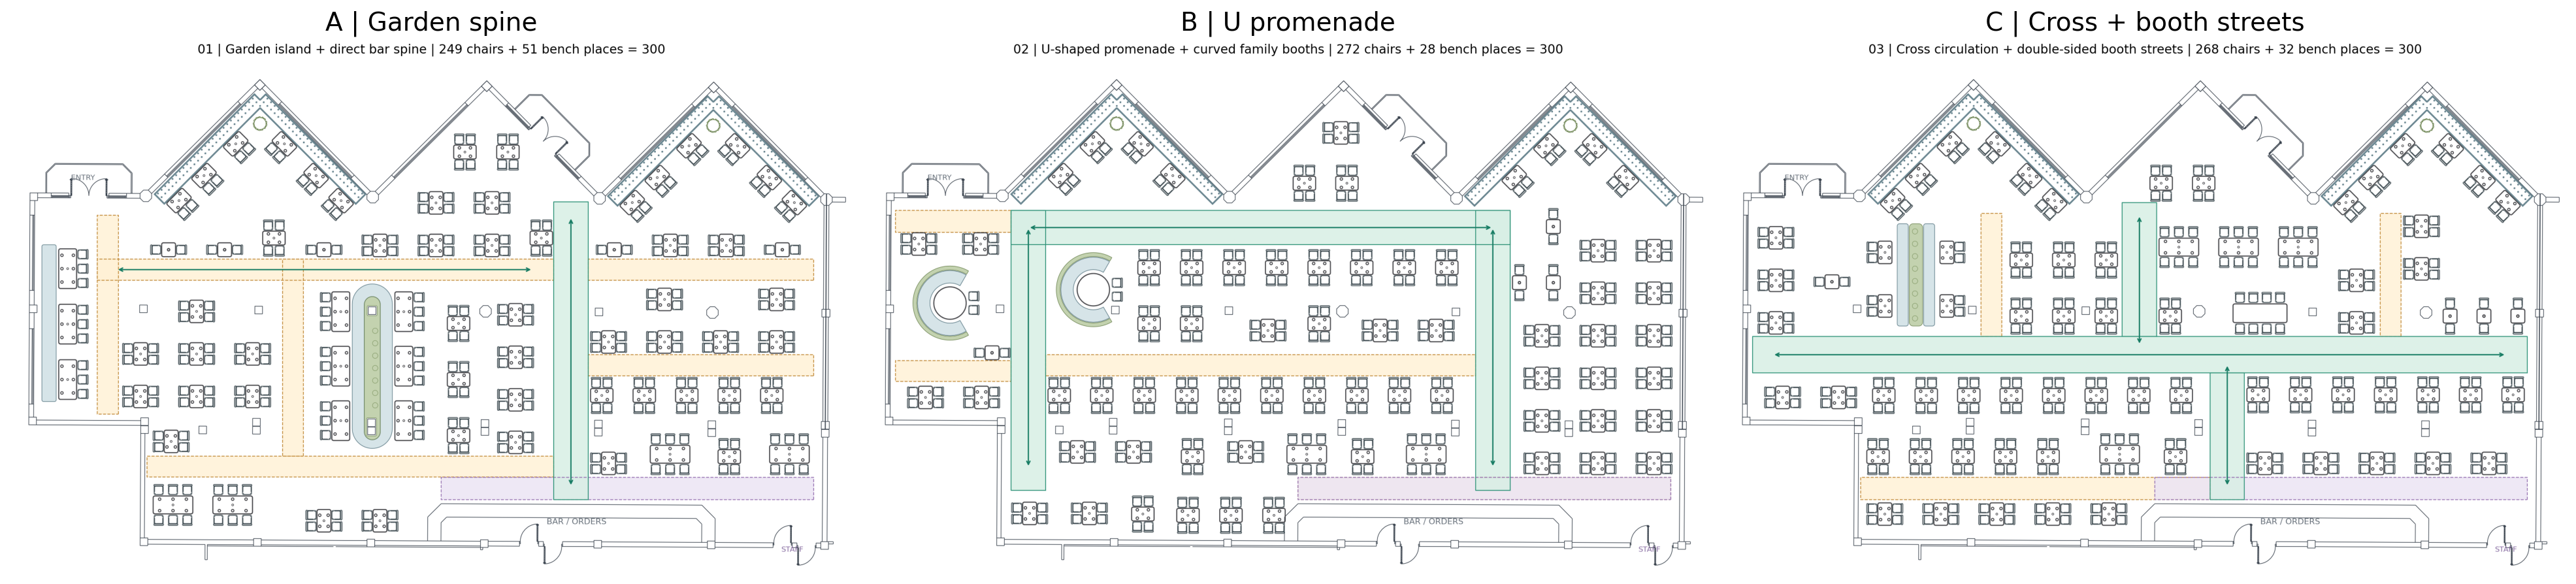 A | Garden spine
01 | Garden island + direct bar spine | 249 chairs + 51 bench places = 300
ENTRY
BAR / ORDERS
STAFF
B | U promenade
02 | U-shaped promenade + curved family booths | 272 chairs + 28 bench places = 300
ENTRY
BAR / ORDERS
STAFF
C | Cross + booth streets
03 | Cross circulation + double-sided booth streets | 268 chairs + 32 bench places = 300
ENTRY
BAR / ORDERS
STAFF